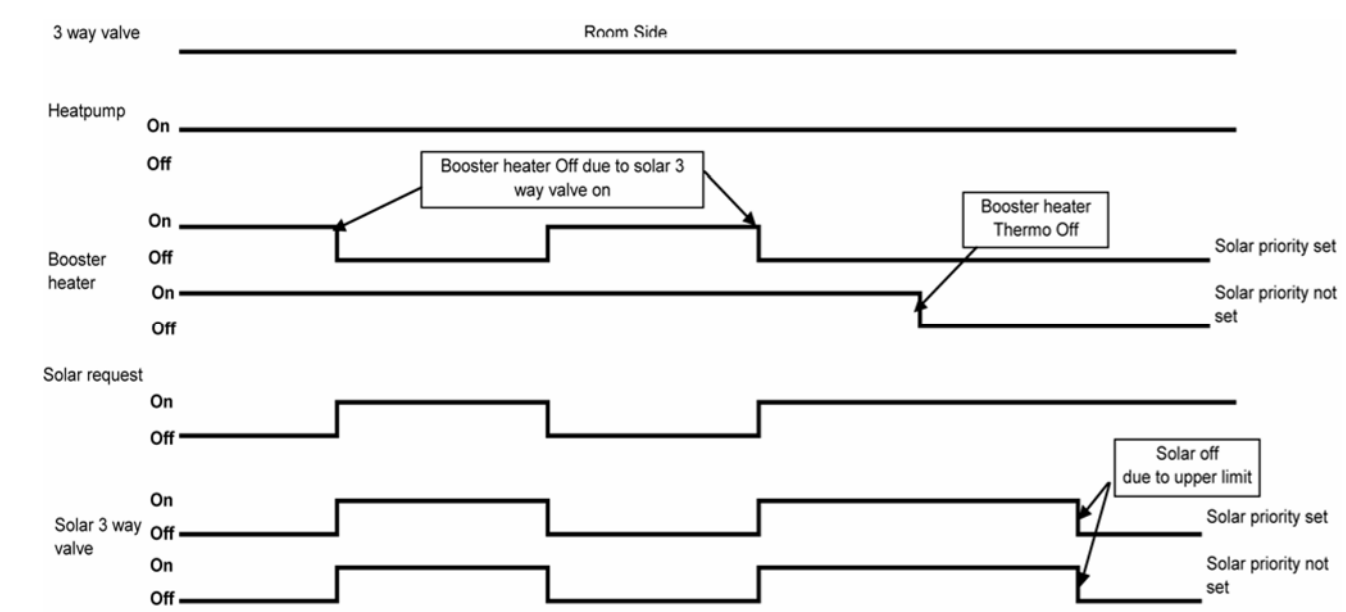 3 way valve
Room Side
Heatpump
On
Off
Booster heater Off due to solar 3
way valve on
Booster heater
Thermo Off
On
Off
Booster
heater
Solar priority set
On
Off
Solar priority not
set
Solar request
On
Off
Solar off
due to upper limit
On
Off
Solar 3 way
valve
Solar priority set
On
Off
Solar priority not
set